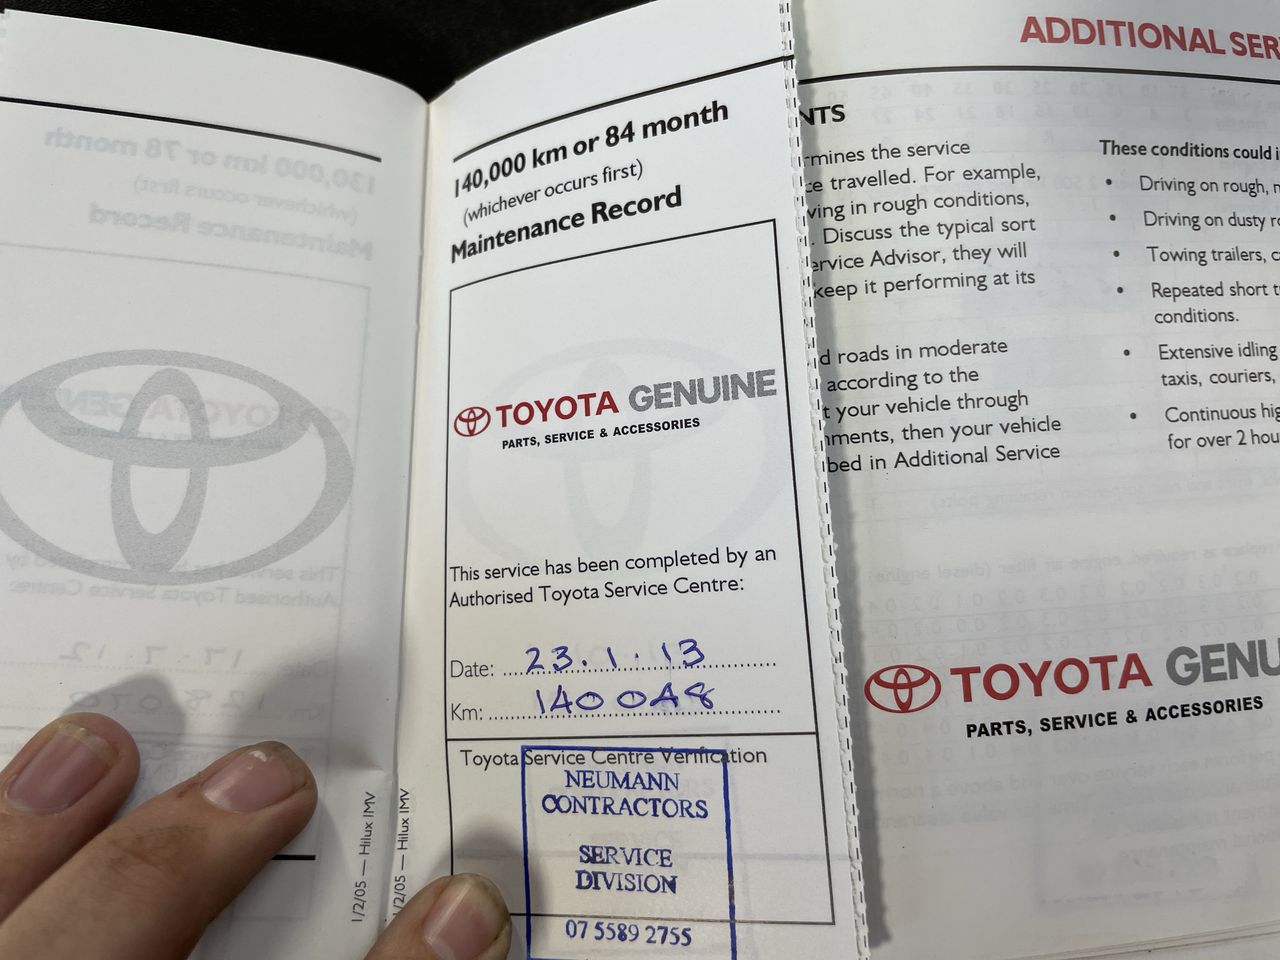 140,000 km or 84 month
(whichever occurs first)
Maintenance Record
TOYOTA GENUINE
PARTS, SERVICE & ACCESSORIES
This service has been completed by an
Authorised Toyota Service Centre:
Date: 23.1.13
Km: 140048
Toyota Service Centre Verification
NEUMANN
CONTRACTORS
SERVICE
DIVISION
07 5589 2755
1/2/05 — Hilux IMV
1/2/05 — Hilux IMV
130,000 km or 78 month
(whichever occurs first)
Maintenance Record
ADDITIONAL SER
NTS
rmines the service
ce travelled. For example,
ving in rough conditions,
. Discuss the typical sort
ervice Advisor, they will
keep it performing at its
d roads in moderate
according to the
t your vehicle through
nments, then your vehicle
bed in Additional Service
These conditions could i
• Driving on rough, m
• Driving on dusty ro
• Towing trailers, c
• Repeated short t
conditions.
• Extensive idling
taxis, couriers,
• Continuous hig
for over 2 hou
TOYOTA GENU
PARTS, SERVICE & ACCESSORIES